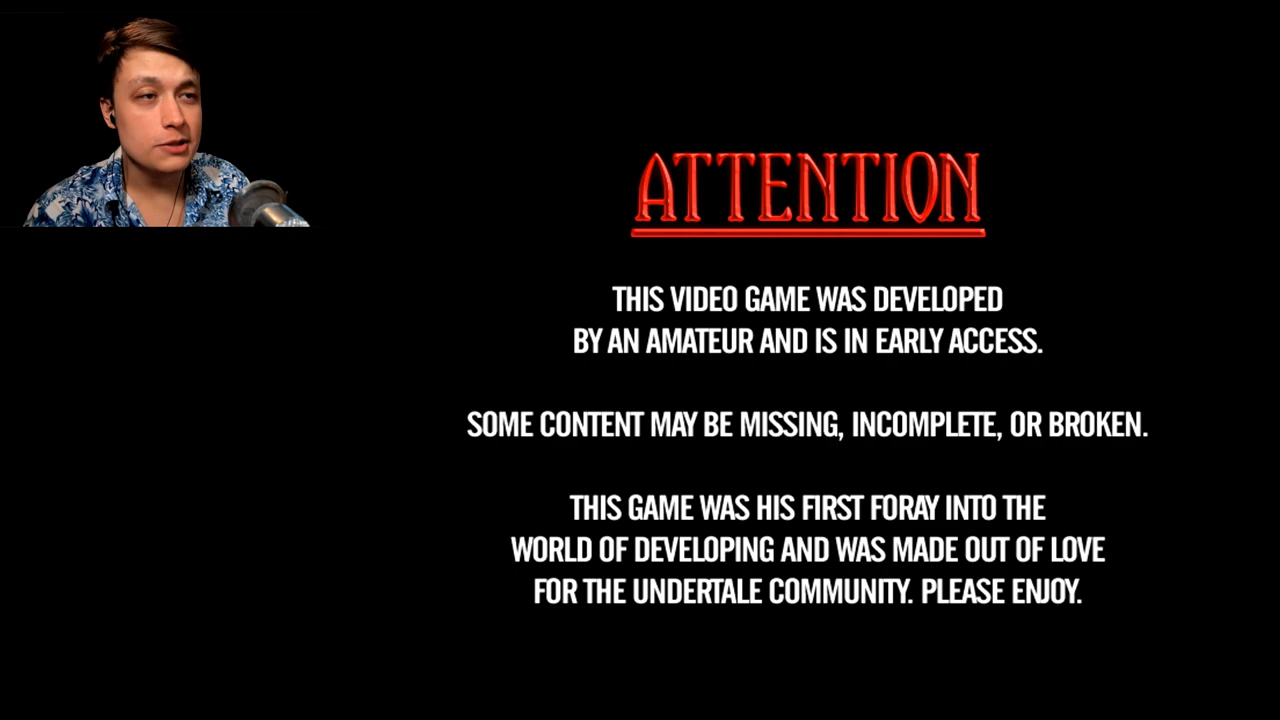 ATTENTION
THIS VIDEO GAME WAS DEVELOPED
BY AN AMATEUR AND IS IN EARLY ACCESS.
SOME CONTENT MAY BE MISSING, INCOMPLETE, OR BROKEN.
THIS GAME WAS HIS FIRST FORAY INTO THE
WORLD OF DEVELOPING AND WAS MADE OUT OF LOVE
FOR THE UNDERTALE COMMUNITY. PLEASE ENJOY.